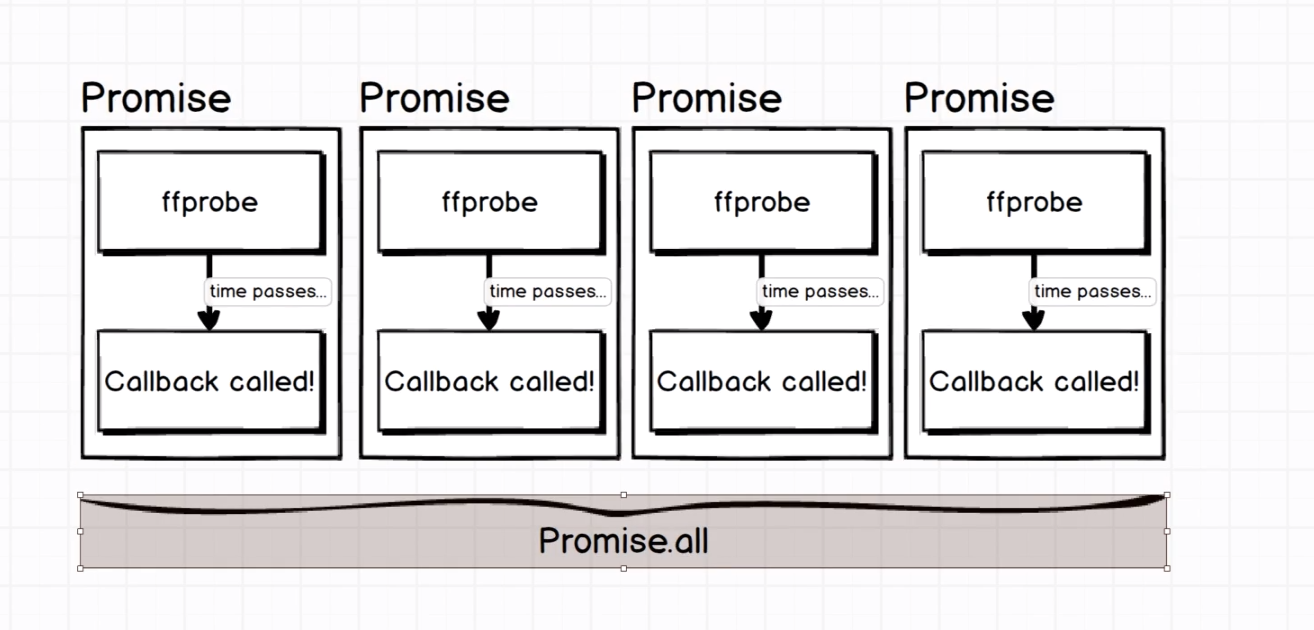 Promise Promise Promise Promise
ffprobe ffprobe ffprobe ffprobe
time passes... time passes... time passes... time passes...
Callback called! Callback called! Callback called! Callback called!
Promise.all